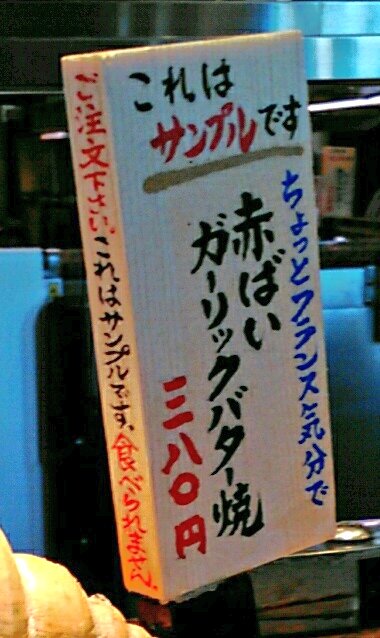 これは
サンプルです
ちょっとフランス気分で
赤ばい
ガーリックバター焼
三八〇円
ご注文下さい。これはサンプルです、食べられません